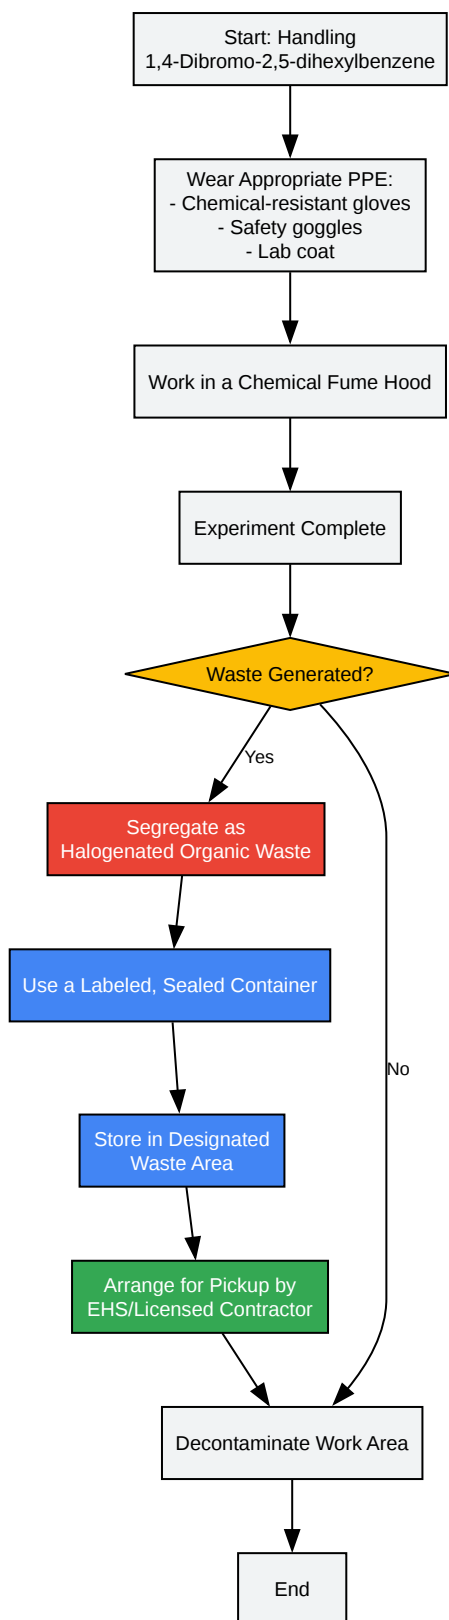 Start: Handling
1,4-Dibromo-2,5-dihexylbenzene
Wear Appropriate PPE:
- Chemical-resistant gloves
- Safety goggles
- Lab coat
Work in a Chemical Fume Hood
Experiment Complete
Waste Generated?
Yes
Segregate as
Halogenated Organic Waste
Use a Labeled, Sealed Container
No
Store in Designated
Waste Area
Arrange for Pickup by
EHS/Licensed Contractor
Decontaminate Work Area
End